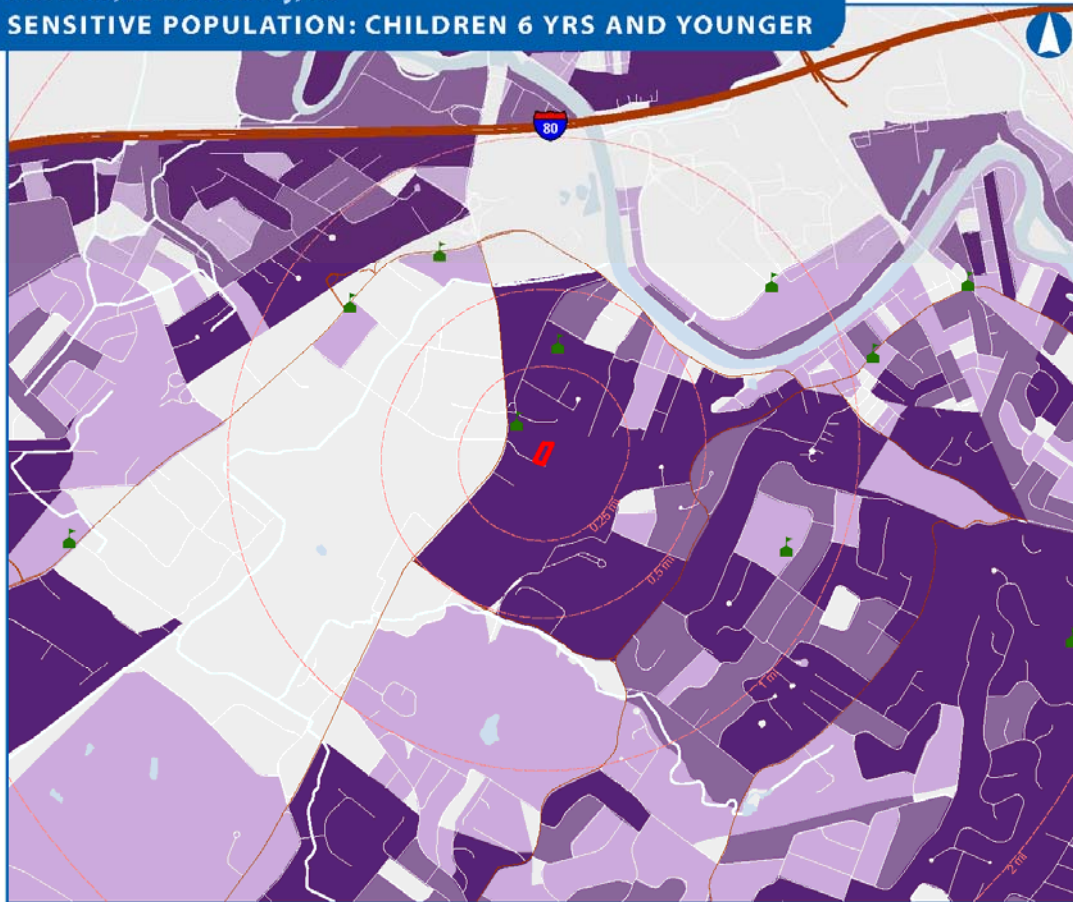 SENSITIVE POPULATION: CHILDREN 6 YRS AND YOUNGER
80
0.25 mi
0.5 mi
1 mi
2 mi